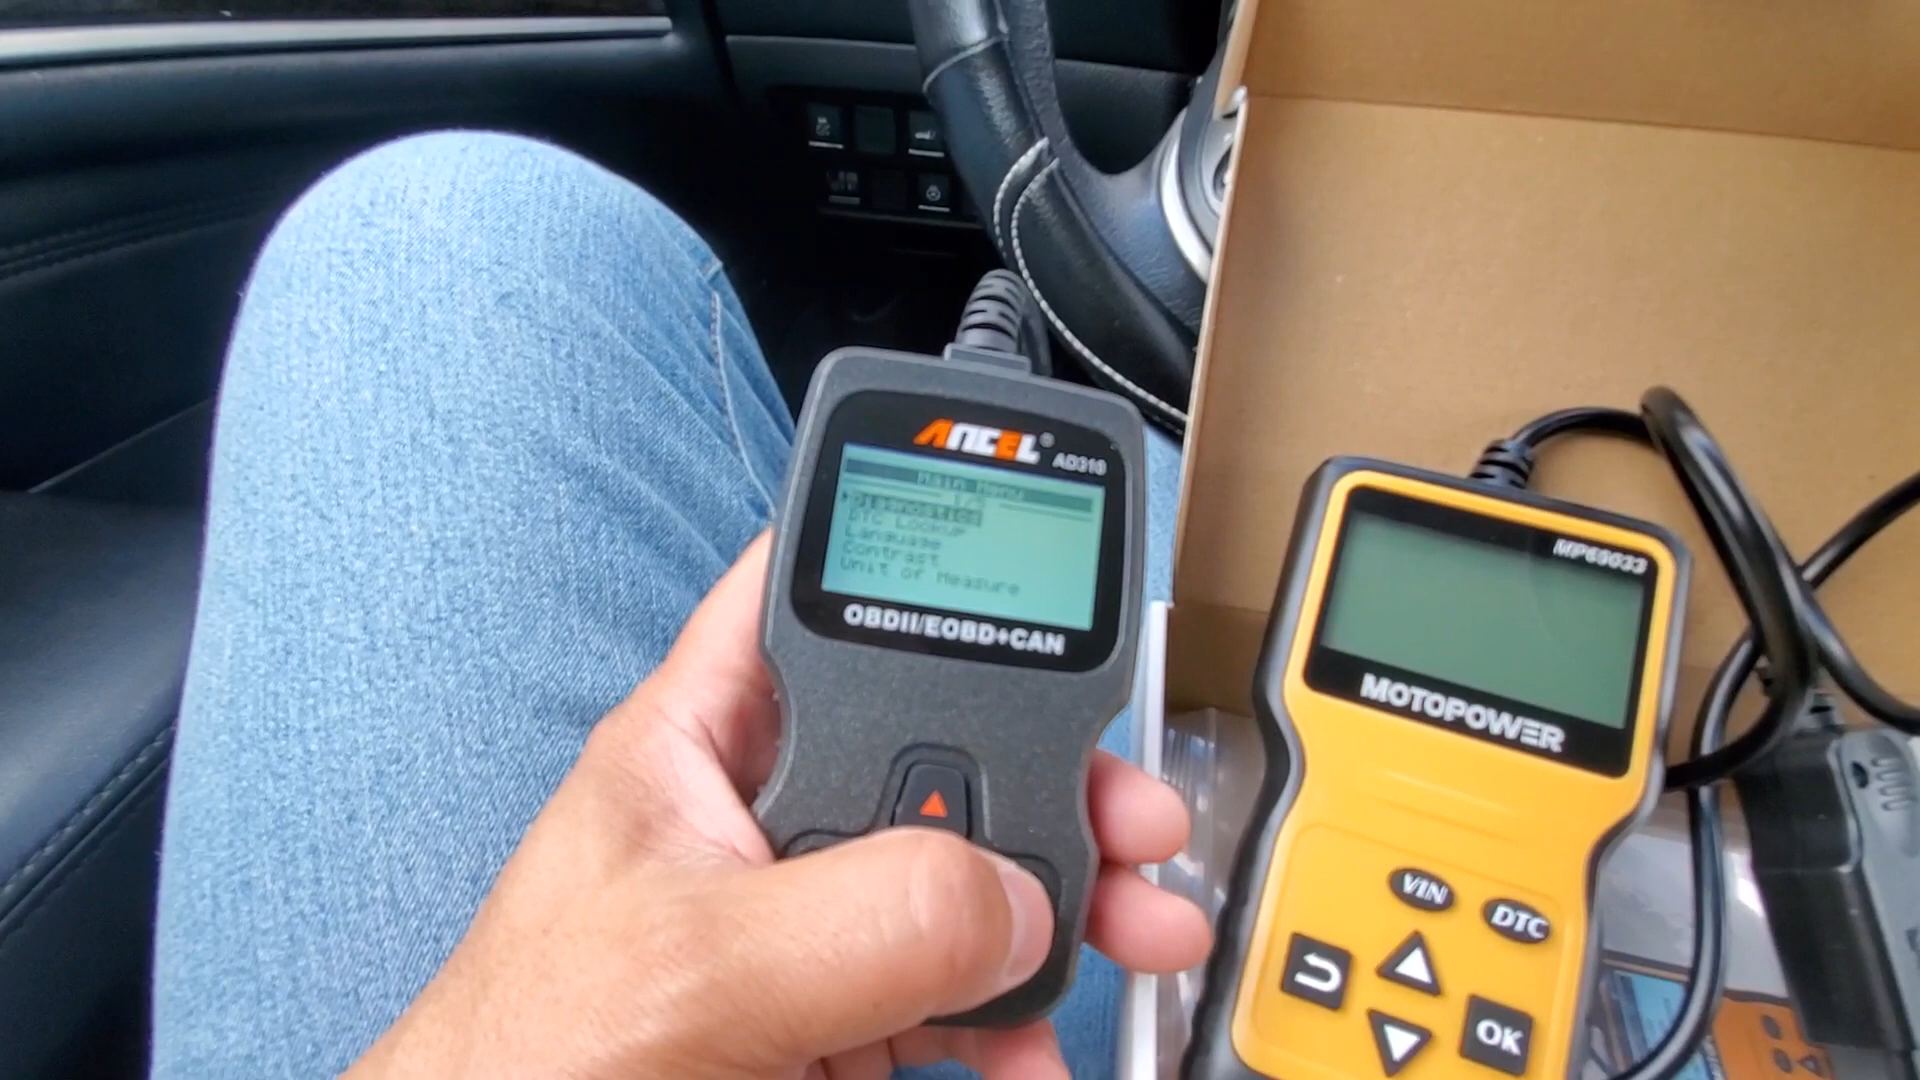 ANCEL®
AD310
Main Menu
Diagnostics
DTC Lookup
Language
Contrast
Unit of Measure
OBDII/EOBD+CAN
MP69033
MOTOPOWER
VIN
DTC
OK